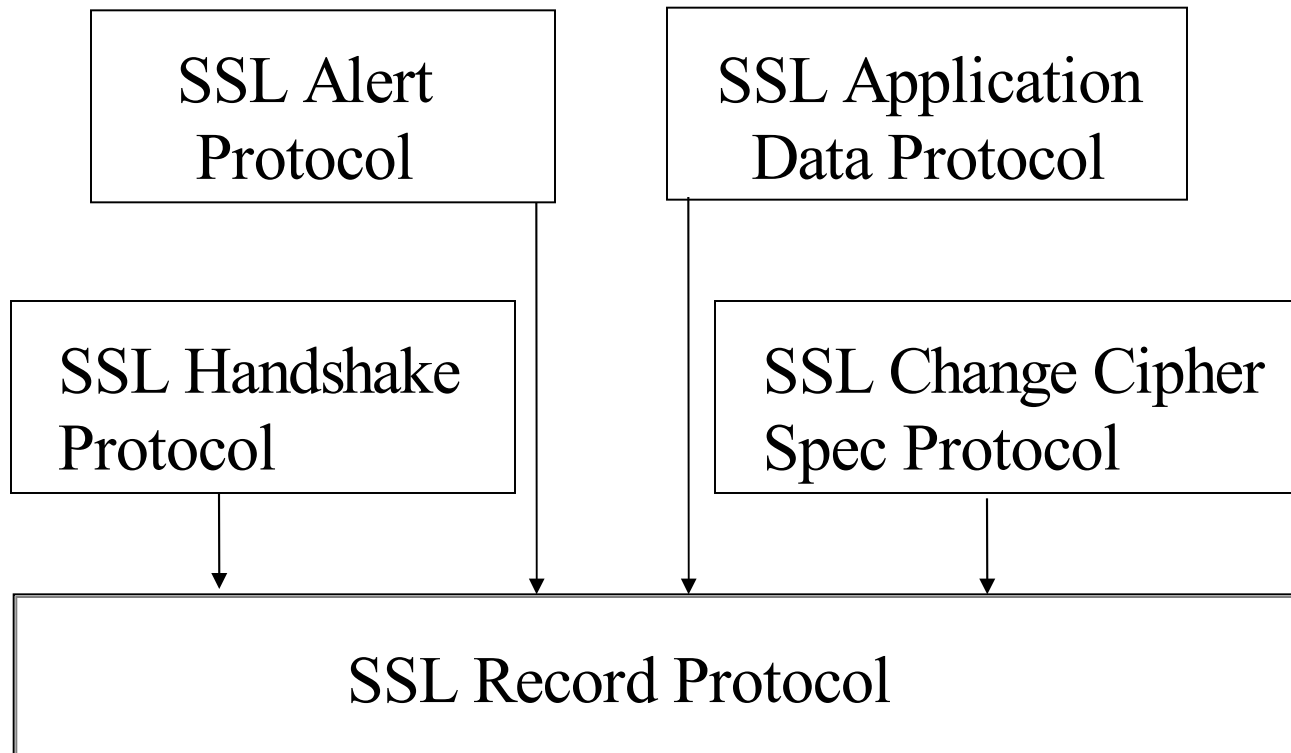 SSL Alert
Protocol
SSL Application
Data Protocol
SSL Handshake
Protocol
SSL Change Cipher
Spec Protocol
SSL Record Protocol